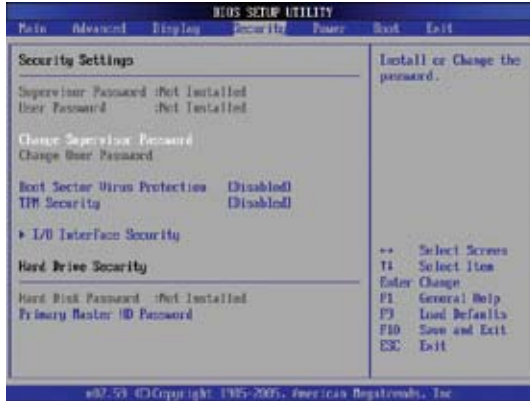 BIOS SETUP UTILITY
Main Advanced Display Security Power Boot Exit
Security Settings
Supervisor Password :Not Installed
User Password :Not Installed
Change Supervisor Password
Change User Password
Boot Sector Virus Protection [Disabled]
TPM Security [Disabled]
I/O Interface Security
Hard Drive Security
Hard Disk Password :Not Installed
Primary Master HD Password
Install or Change the
password.
↔ Select Screen
↑↓ Select Item
Enter Change
F1 General Help
F9 Load Defaults
F10 Save and Exit
ESC Exit
v02.59 (C)Copyright 1985-2005, American Megatrends, Inc